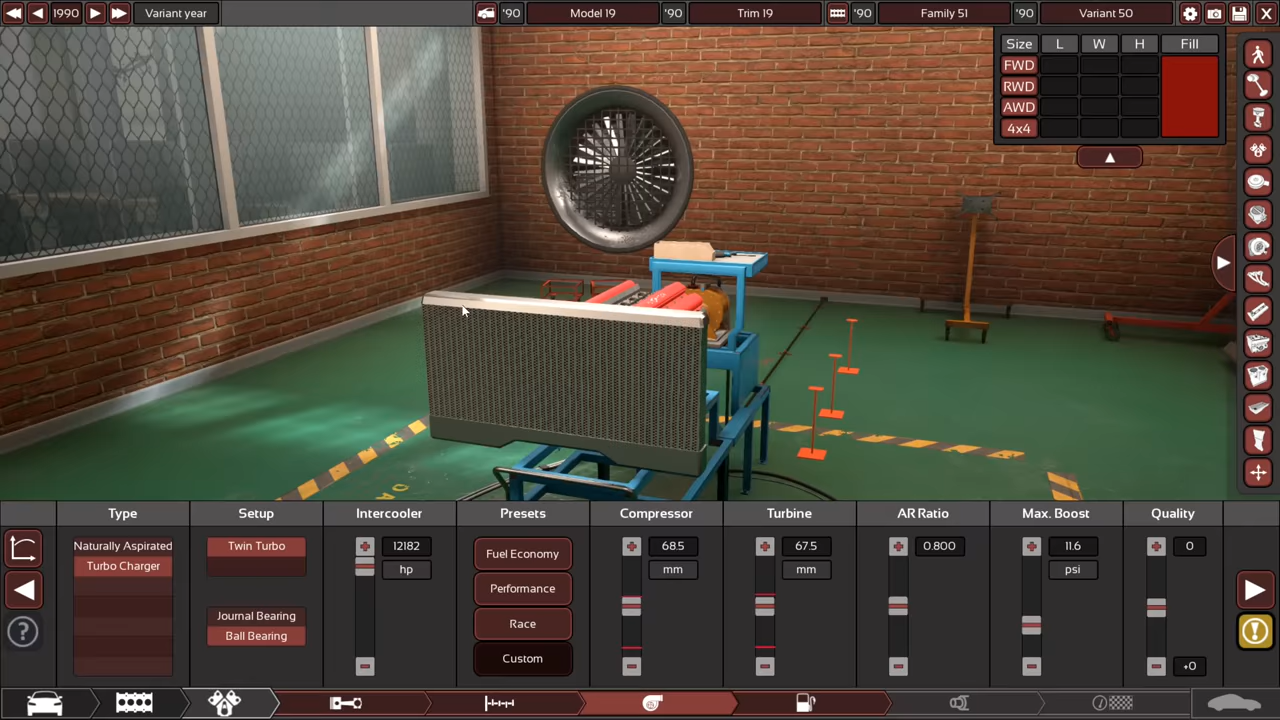 1990 Variant year '90 Model 19 '90 Trim 19 '90 Family 51 '90 Variant 50
Size L W H Fill
FWD
RWD
AWD
4x4
Type Setup Intercooler Presets Compressor Turbine AR Ratio Max. Boost Quality
Naturally Aspirated Twin Turbo 12182 Fuel Economy 68.5 67.5 0.800 11.6 0
Turbo Charger hp mm mm psi
Performance
Journal Bearing Race
Ball Bearing
Custom +0